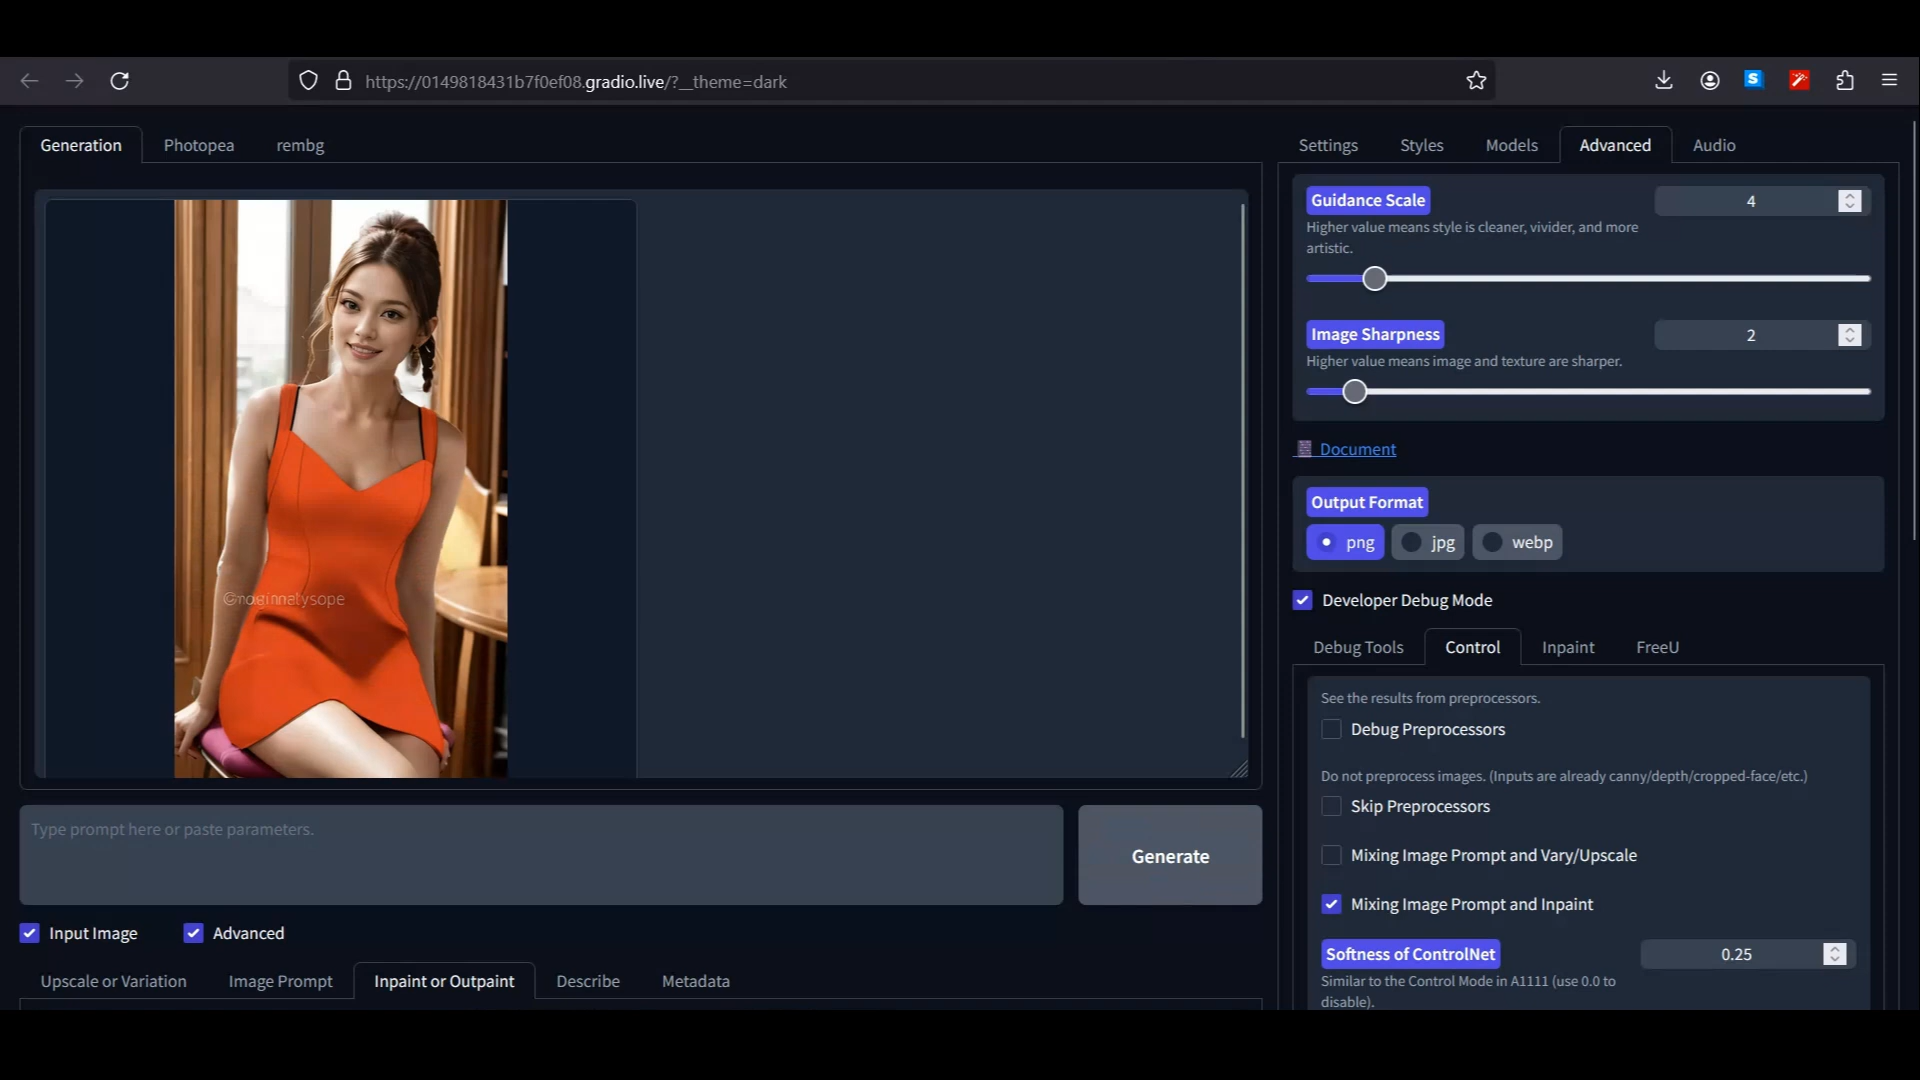 https://0149818431b7f0ef08.gradio.live/?__theme=dark
S
Generation
Photopea
rembg
Settings
Styles
Models
Advanced
Audio
Guidance Scale
4
Higher value means style is cleaner, vivider, and more
artistic.
Image Sharpness
2
Higher value means image and texture are sharper.
Document
Output Format
png
jpg
webp
Developer Debug Mode
Debug Tools
Control
Inpaint
FreeU
See the results from preprocessors.
Debug Preprocessors
Do not preprocess images. (Inputs are already canny/depth/cropped-face/etc.)
Skip Preprocessors
Mixing Image Prompt and Vary/Upscale
Mixing Image Prompt and Inpaint
Softness of ControlNet
0.25
Similar to the Control Mode in A1111 (use 0.0 to
disable).
Type prompt here or paste parameters.
Generate
Input Image
Advanced
Upscale or Variation
Image Prompt
Inpaint or Outpaint
Describe
Metadata